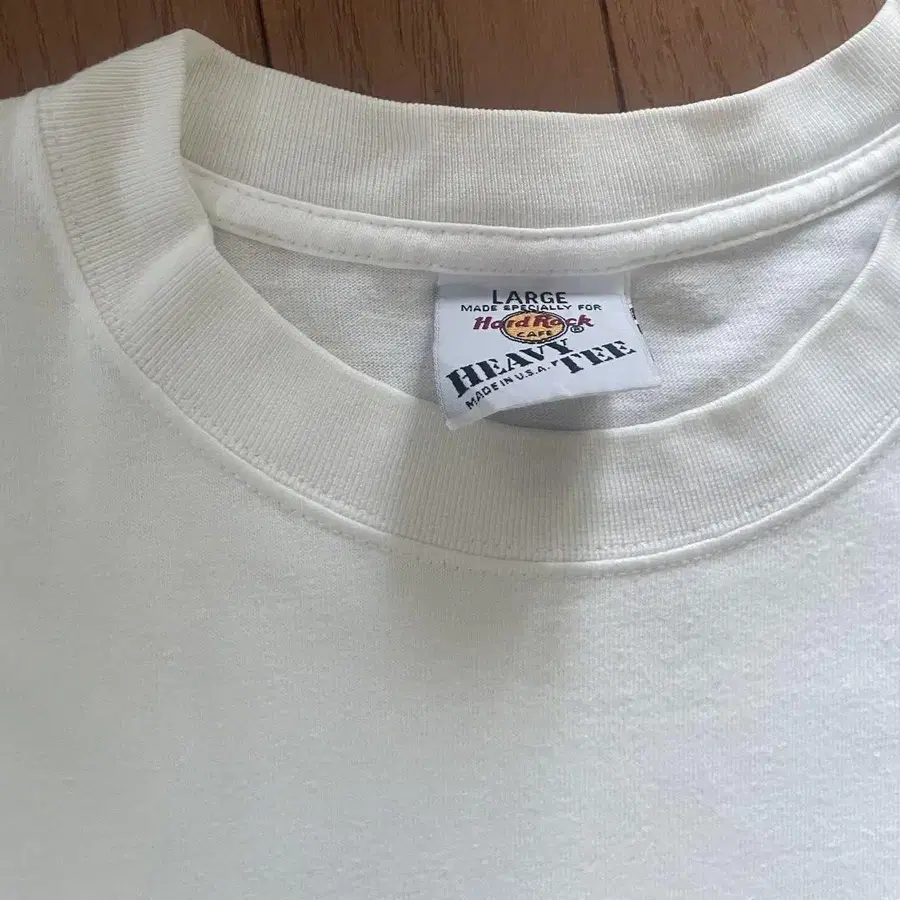 LARGE
MADE SPECIALLY FOR
Hard Rock
CAFE ®
HEAVY TEE
MADE IN U.S.A.